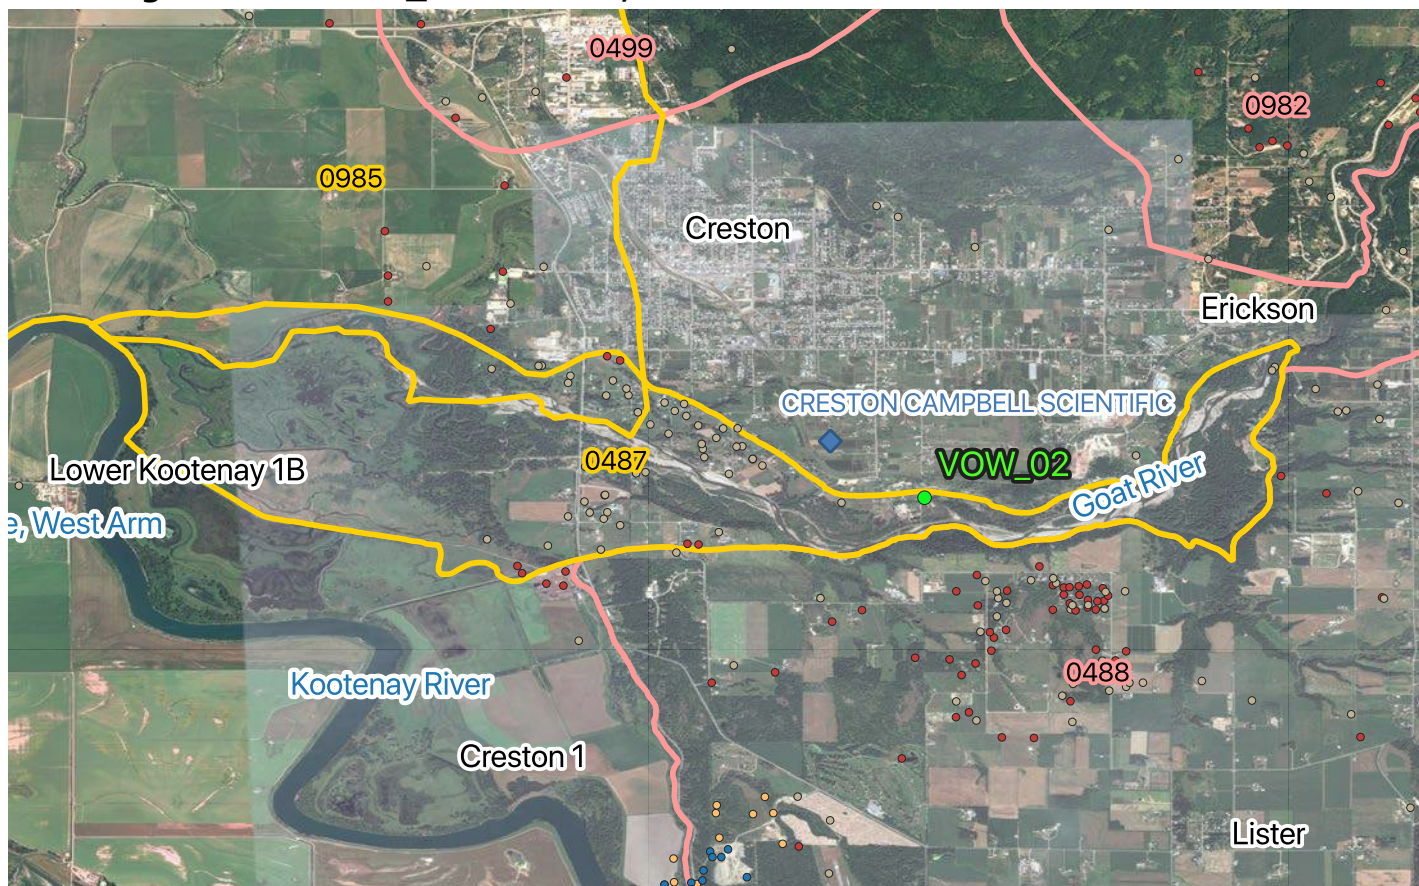 0499
0982
0985
Creston
Erickson
CRESTON CAMPBELL SCIENTIFIC
0487
VOW_02
Lower Kootenay 1B
Goat River
e, West Arm
0488
Kootenay River
Creston 1
Lister